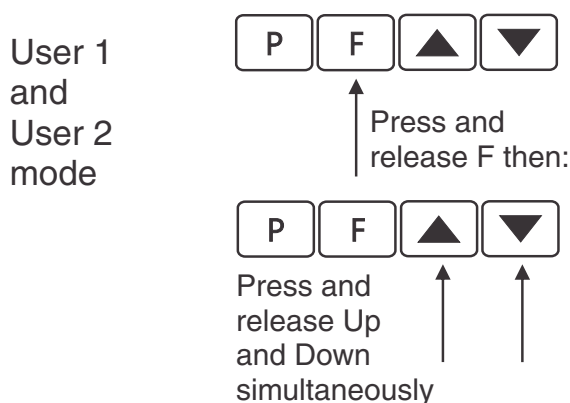 User 1
and
User 2
mode
P F ▲ ▼
Press and
release F then:
P F ▲ ▼
Press and
release Up
and Down
simultaneously